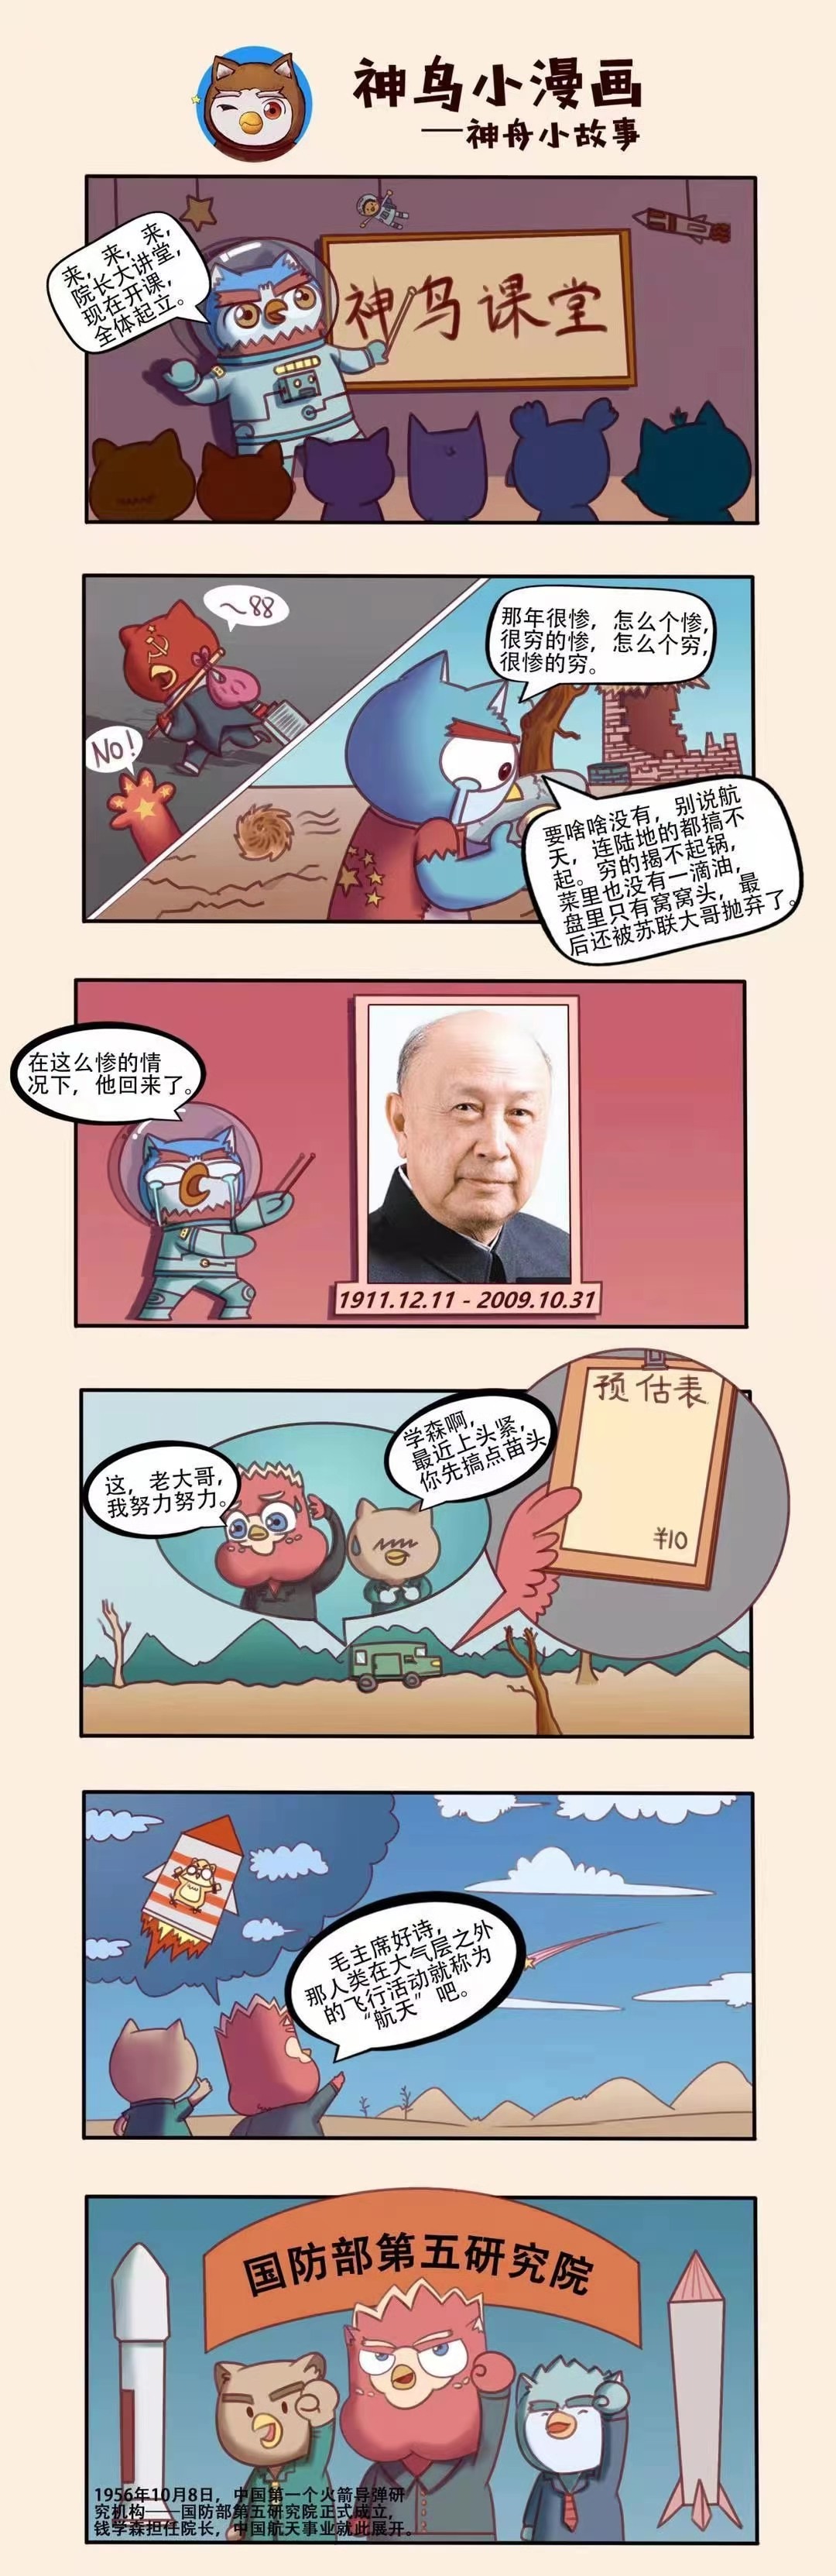 神鸟小漫画
—神舟小故事
来，来，来，
院长大讲堂，
现在开课，
全体起立。
神鸟课堂
～88
No!
那年很惨，怎么个惨，
很穷的惨，怎么个穷，
很惨的穷。
要啥啥没有，别说航
天，连陆地的都搞不
起。穷的揭不起锅，
菜里也没有一滴油，
盘里只有窝窝头，最
后还被苏联大哥抛弃了。
在这么惨的情
况下，他回来了。
1911.12.11 - 2009.10.31
预估表
¥10
学森啊，
最近上头紧，
你先搞点苗头
这，老大哥，
我努力努力。
毛主席好诗，
那人类在大气层之外
的飞行活动就称为
“航天”吧。
国防部第五研究院
1956年10月8日，中国第一个火箭导弹研
究机构——国防部第五研究院正式成立，
钱学森担任院长，中国航天事业就此展开。